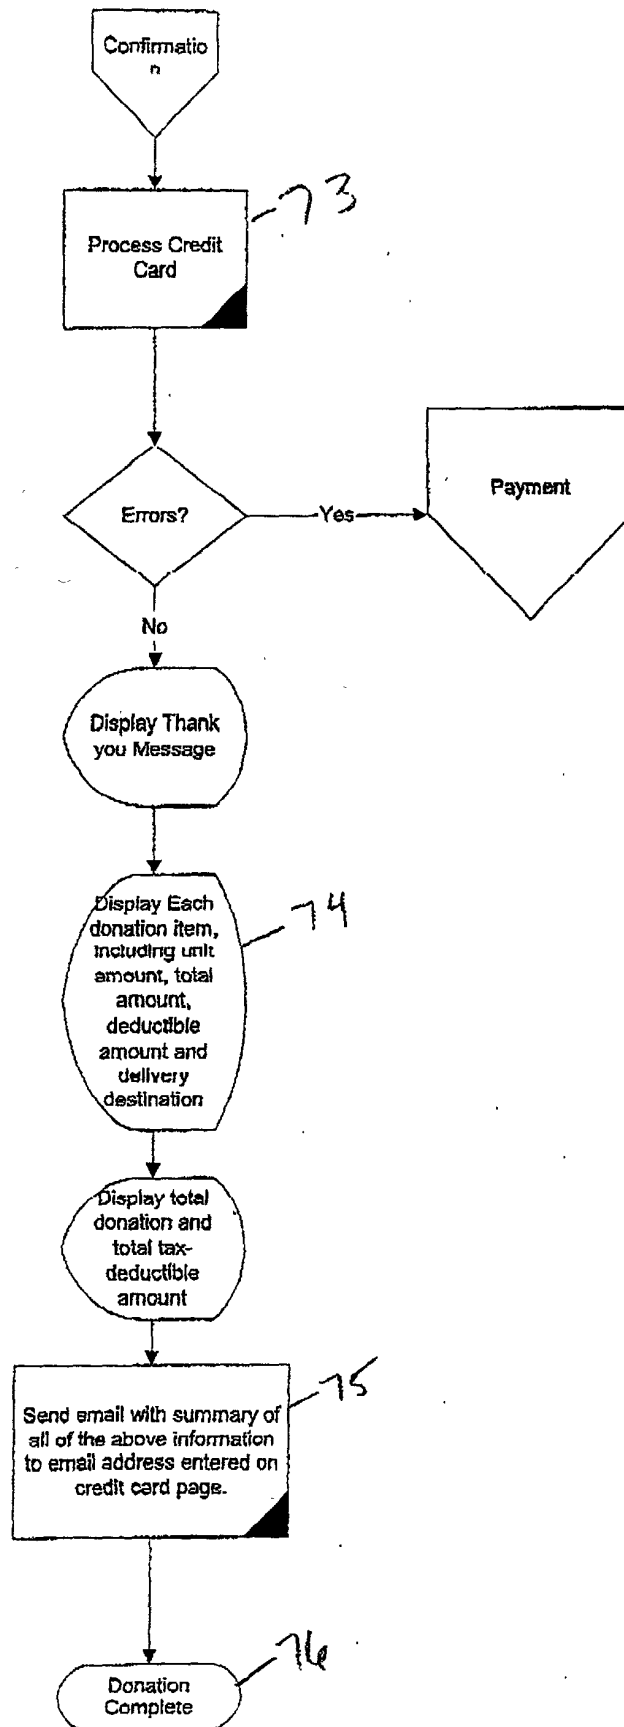 Confirmatio
n
73
Process Credit
Card
Errors?
Yes
Payment
No
Display Thank
you Message
Display Each
donation item,
including unit
amount, total
amount,
deductible
amount and
delivery
destination
74
Display total
donation and
total tax-
deductible
amount
75
Send email with summary of
all of the above information
to email address entered on
credit card page.
76
Donation
Complete